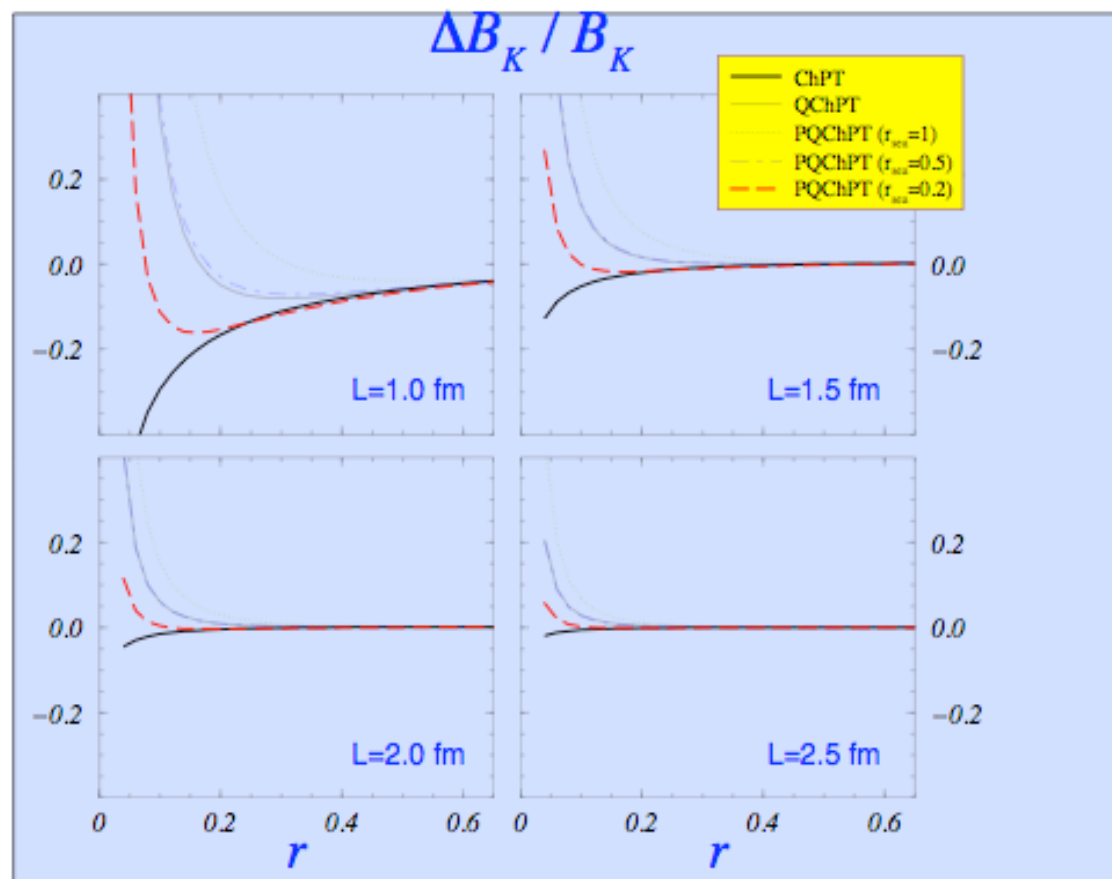 ΔB_K / B_K
ChPT
QChPT
PQChPT (r_sea=1)
PQChPT (r_sea=0.5)
PQChPT (r_sea=0.2)
0.2
0.0
−0.2
L=1.0 fm
L=1.5 fm
0.0
−0.2
0.2
0.0
−0.2
L=2.0 fm
L=2.5 fm
0.2
0.0
−0.2
0 0.2 0.4 0.6
0 0.2 0.4 0.6
r
r